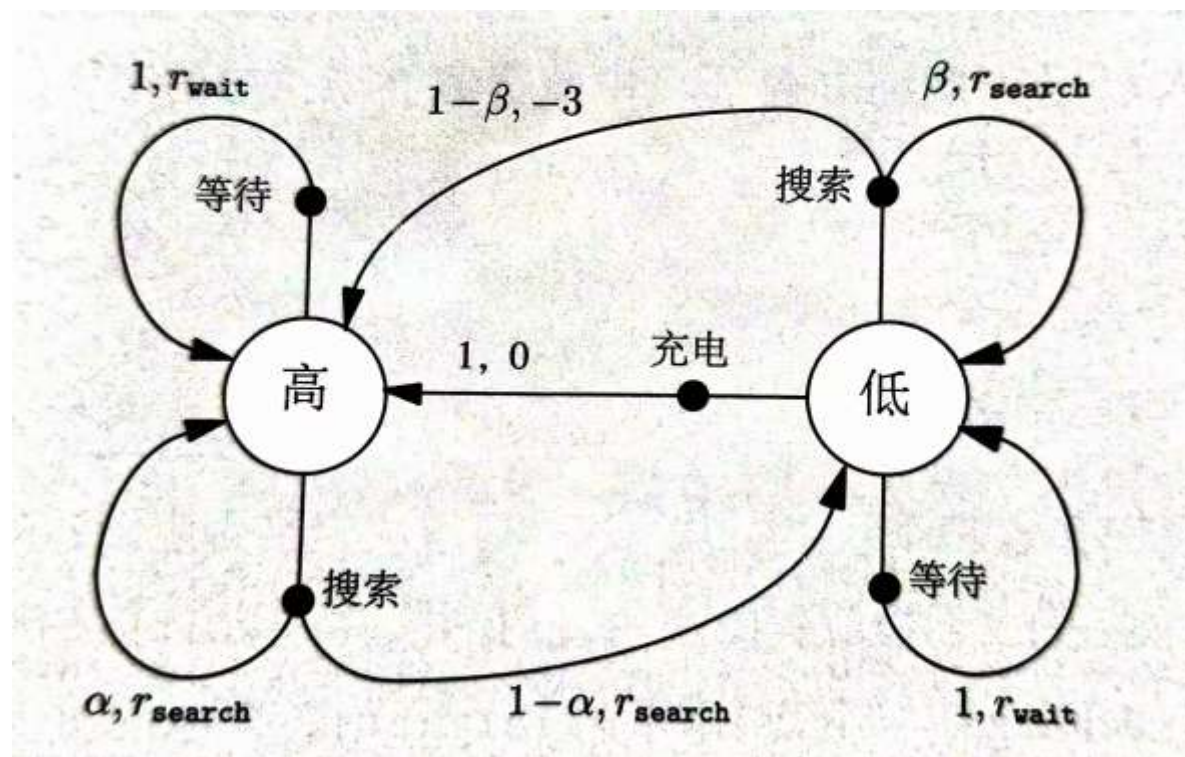 1, r_wait
1−β, −3
β, r_search
等待
搜索
1, 0
充电
高
低
搜索
等待
α, r_search
1−α, r_search
1, r_wait